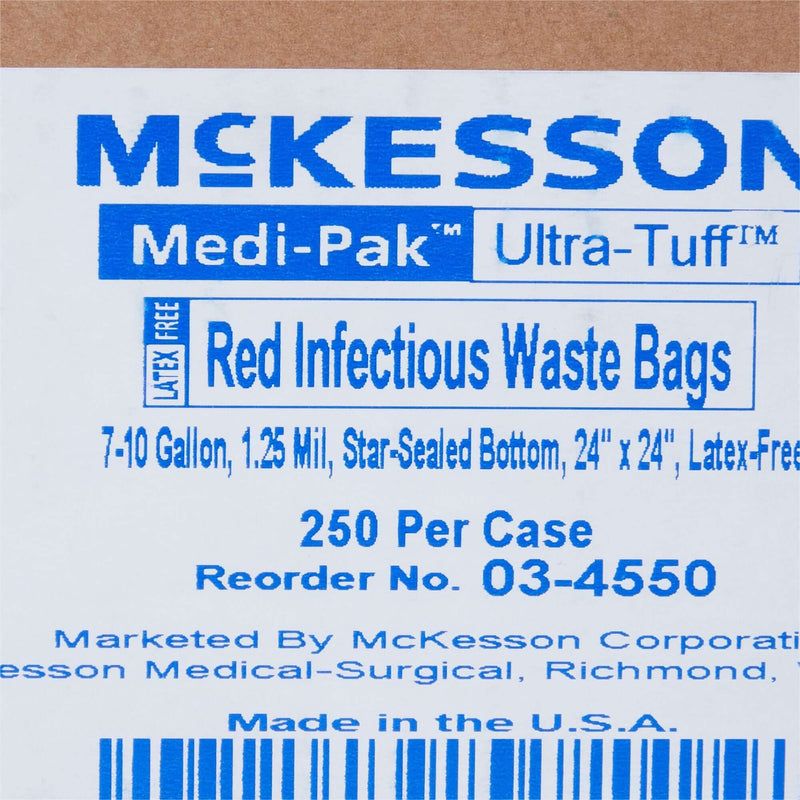 McKESSON
Medi-Pak™ Ultra-Tuff™
LATEX FREE
Red Infectious Waste Bags
7-10 Gallon, 1.25 Mil, Star-Sealed Bottom, 24" x 24", Latex-Free
250 Per Case
Reorder No. 03-4550
Marketed By McKesson Corporati
esson Medical-Surgical, Richmond,
Made in the U.S.A.